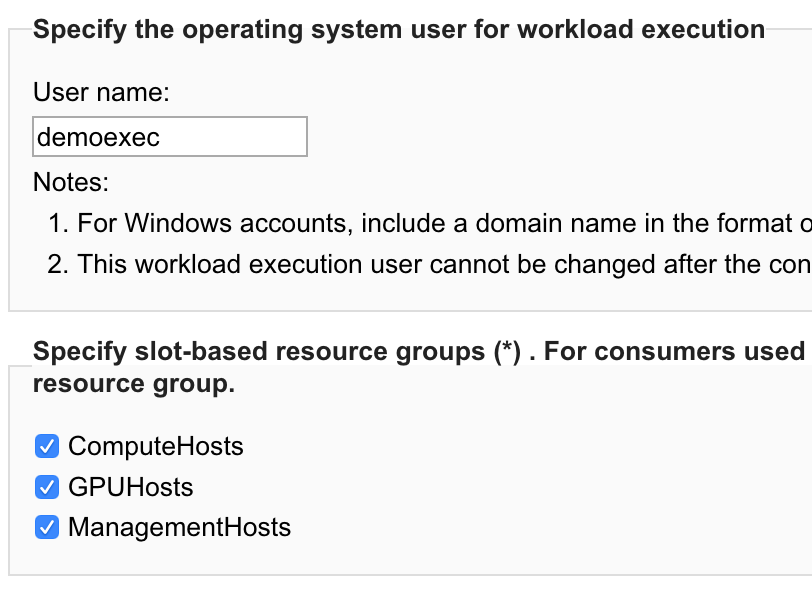 Specify the operating system user for workload execution
User name:
demoexec
Notes:
1. For Windows accounts, include a domain name in the format o
2. This workload execution user cannot be changed after the con
Specify slot-based resource groups (*) . For consumers used
resource group.
ComputeHosts
GPUHosts
ManagementHosts